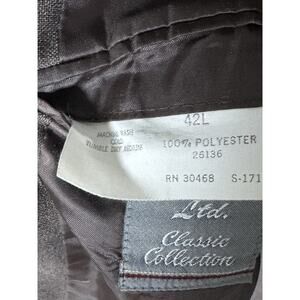 42L
MACHINE WASH
COLD
TUMBLE DRY MEDIUM
100% POLYESTER
26136
RN 30468 S-171
Ltd.
Classic
Collection